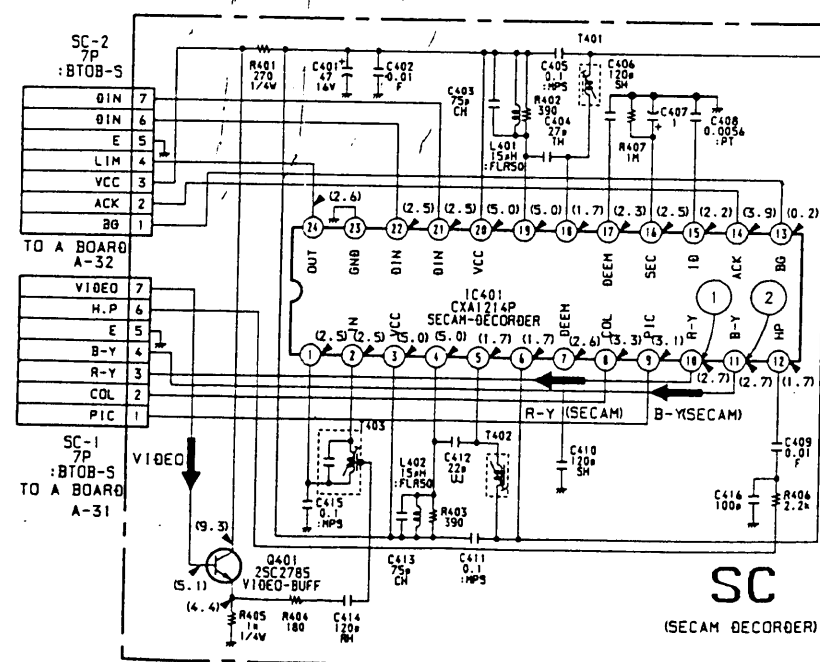 SC-2
7P
:BTOB-S
DIN 7
DIN 6
E 5
LIM 4
VCC 3
ACK 2
BG 1
TO A BOARD
A-32
VIDEO 7
H.P 6
E 5
B-Y 4
R-Y 3
COL 2
PIC 1
SC-1
7P
:BTOB-S
TO A BOARD
A-31
VIDEO
R401
270
1/4W
C401
47
16V
C402
0.01
F
C403
75p
CH
L401
15µH
:FLR50
R402
390
C404
27p
TH
C405
0.1
:MPS
T401
C406
120p
SH
R407
1M
C407
1
C408
0.0056
:PT
(2.6) (2.5) (2.5) (5.0) (5.0) (1.7) (2.3) (2.5) (2.2) (3.9) (0.2)
24 23 22 21 20 19 18 17 16 15 14 13
OUT GND DIN DIN VCC DEEM SEC ID ACK BG
IC401
CXA1214P
SECAM-DECORDER
1 2
IN VCC DEEM COL PIC R-Y B-Y HP
1 2 3 4 5 6 7 8 9 10 11 12
(2.5) (2.5) (5.0) (5.0) (1.7) (1.7) (2.6) (3.3) (3.1) (2.7) (2.7) (1.7)
R-Y (SECAM)
B-Y(SECAM)
T403
C415
0.1
:MPS
L402
15µH
:FLR50
C412
22p
T402
R403
390
C413
75p
CH
C411
0.1
:MPS
C410
120p
SH
C409
0.01
F
C416
100p
R406
2.2k
(9.3)
(5.1)
(4.4)
Q401
2SC2785
VIDEO-BUFF
R405
1k
1/4W
R404
180
C414
120p
RH
SC
(SECAM DECORDER)